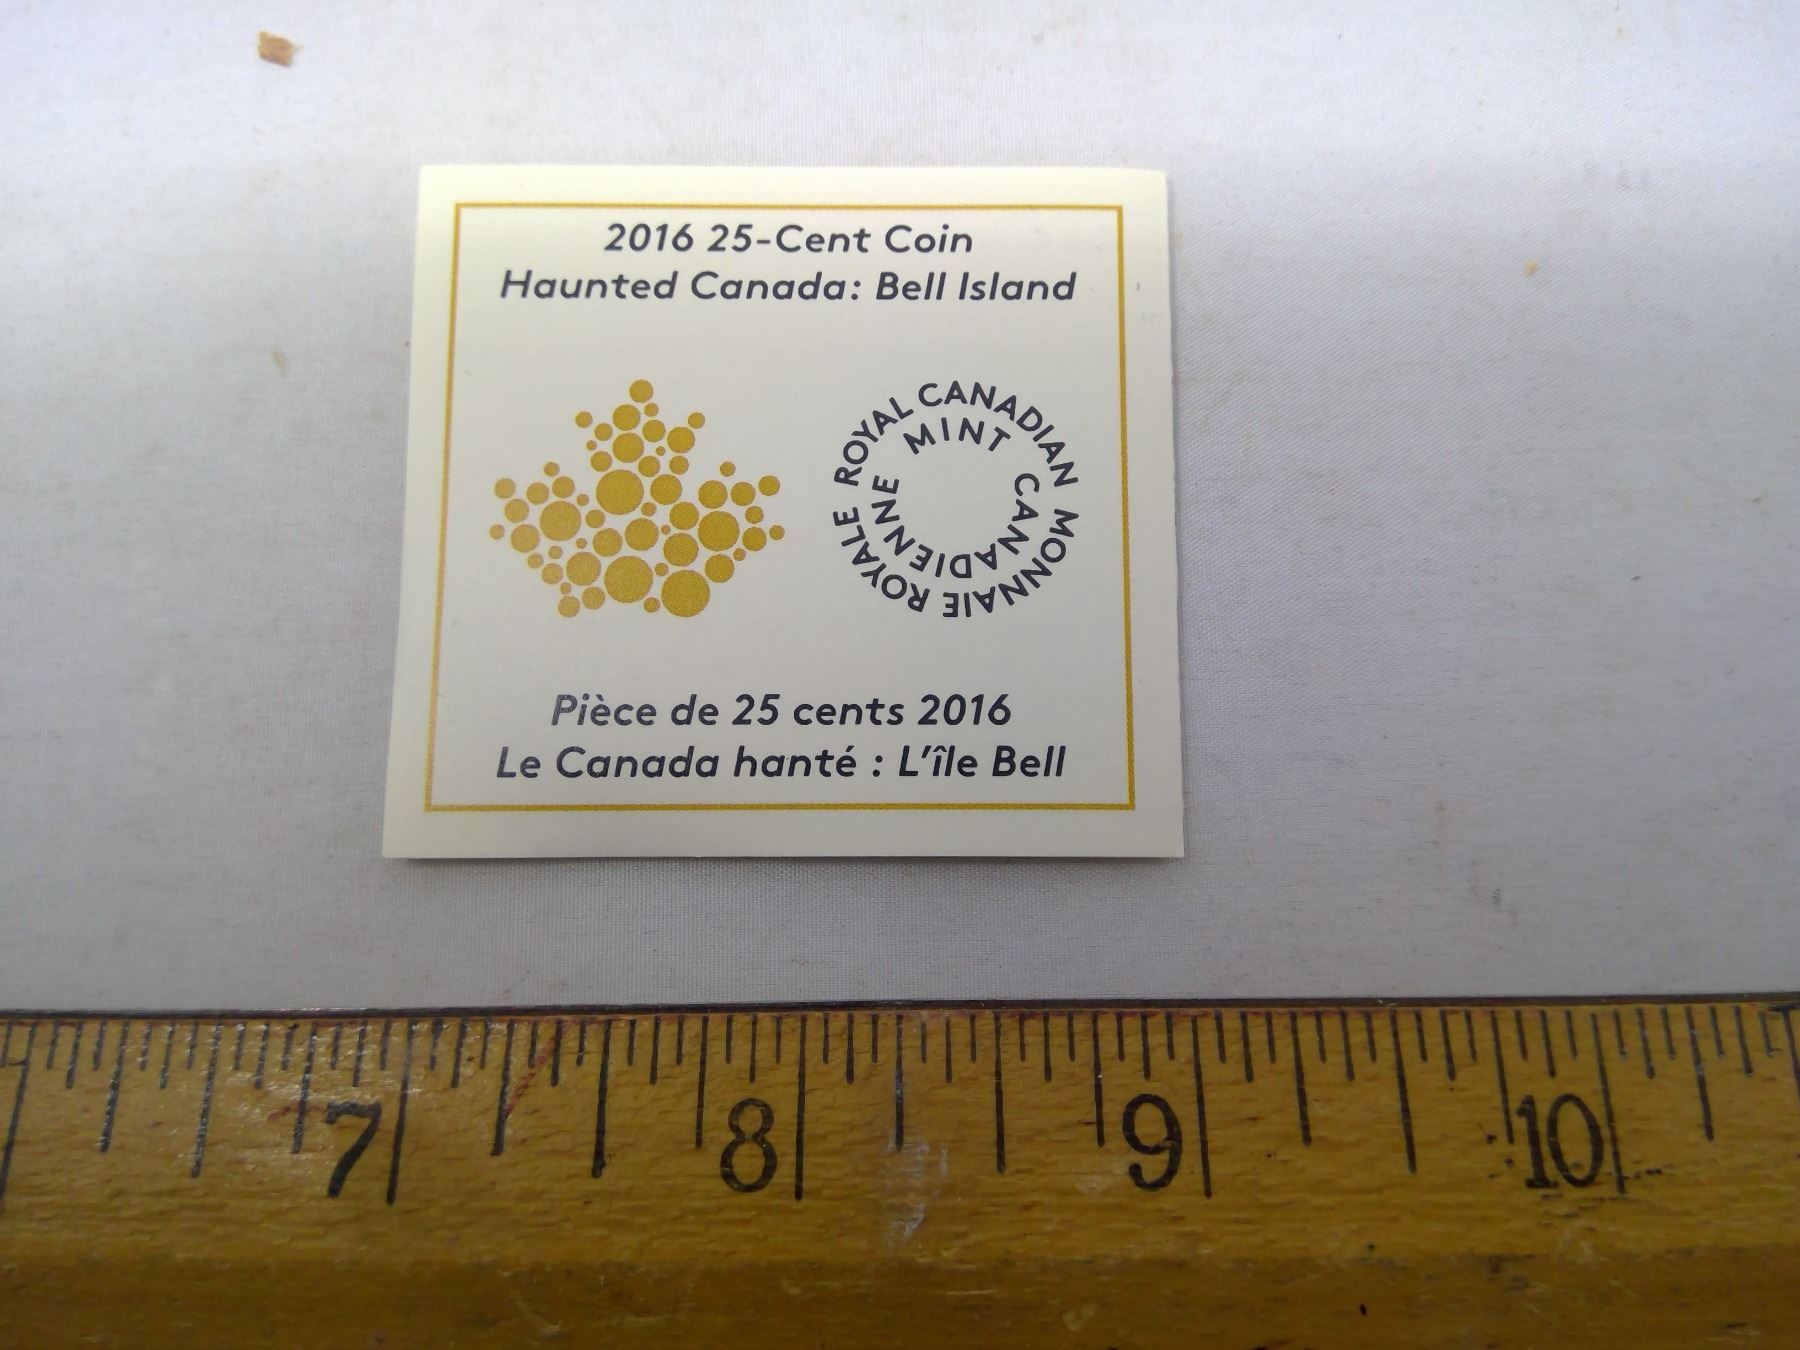 2016 25-Cent Coin
Haunted Canada: Bell Island
ROYAL CANADIAN
MINT
MONNAIE ROYALE
CANADIENNE
Pièce de 25 cents 2016
Le Canada hanté : L'île Bell
7 8 9 10